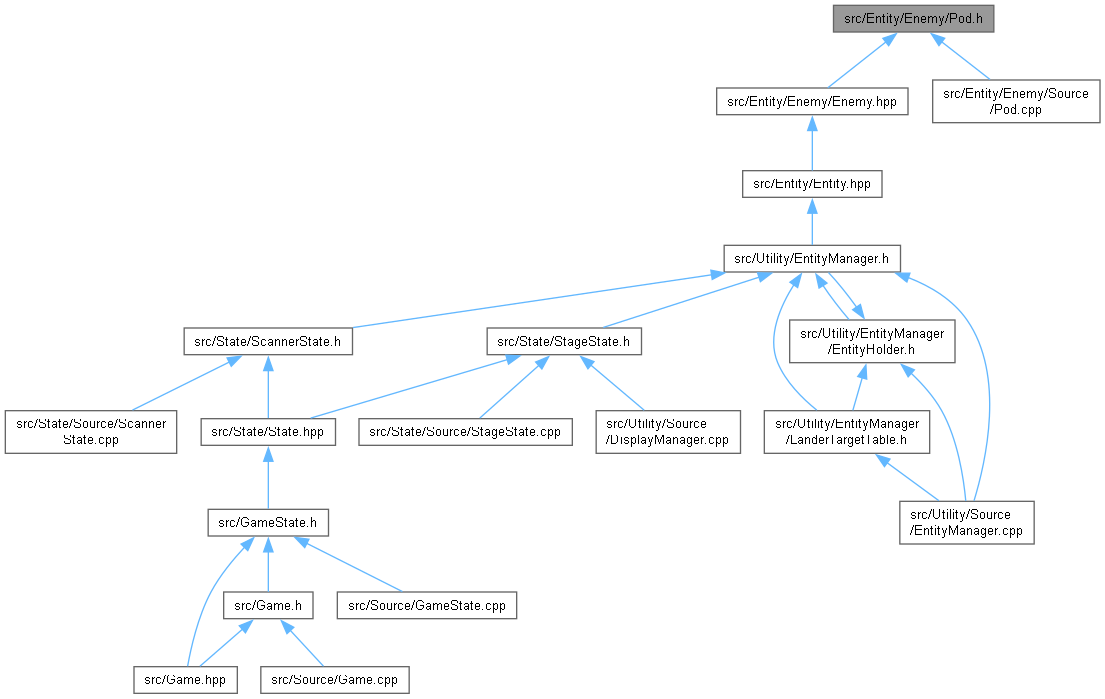 src/Entity/Enemy/Pod.h
src/Entity/Enemy/Enemy.hpp
src/Entity/Enemy/Source
/Pod.cpp
src/Entity/Entity.hpp
src/Utility/EntityManager.h
src/State/ScannerState.h
src/State/StageState.h
src/Utility/EntityManager
/EntityHolder.h
src/State/Source/Scanner
State.cpp
src/State/State.hpp
src/State/Source/StageState.cpp
src/Utility/Source
/DisplayManager.cpp
src/Utility/EntityManager
/LanderTargetTable.h
src/GameState.h
src/Utility/Source
/EntityManager.cpp
src/Game.h
src/Source/GameState.cpp
src/Game.hpp
src/Source/Game.cpp